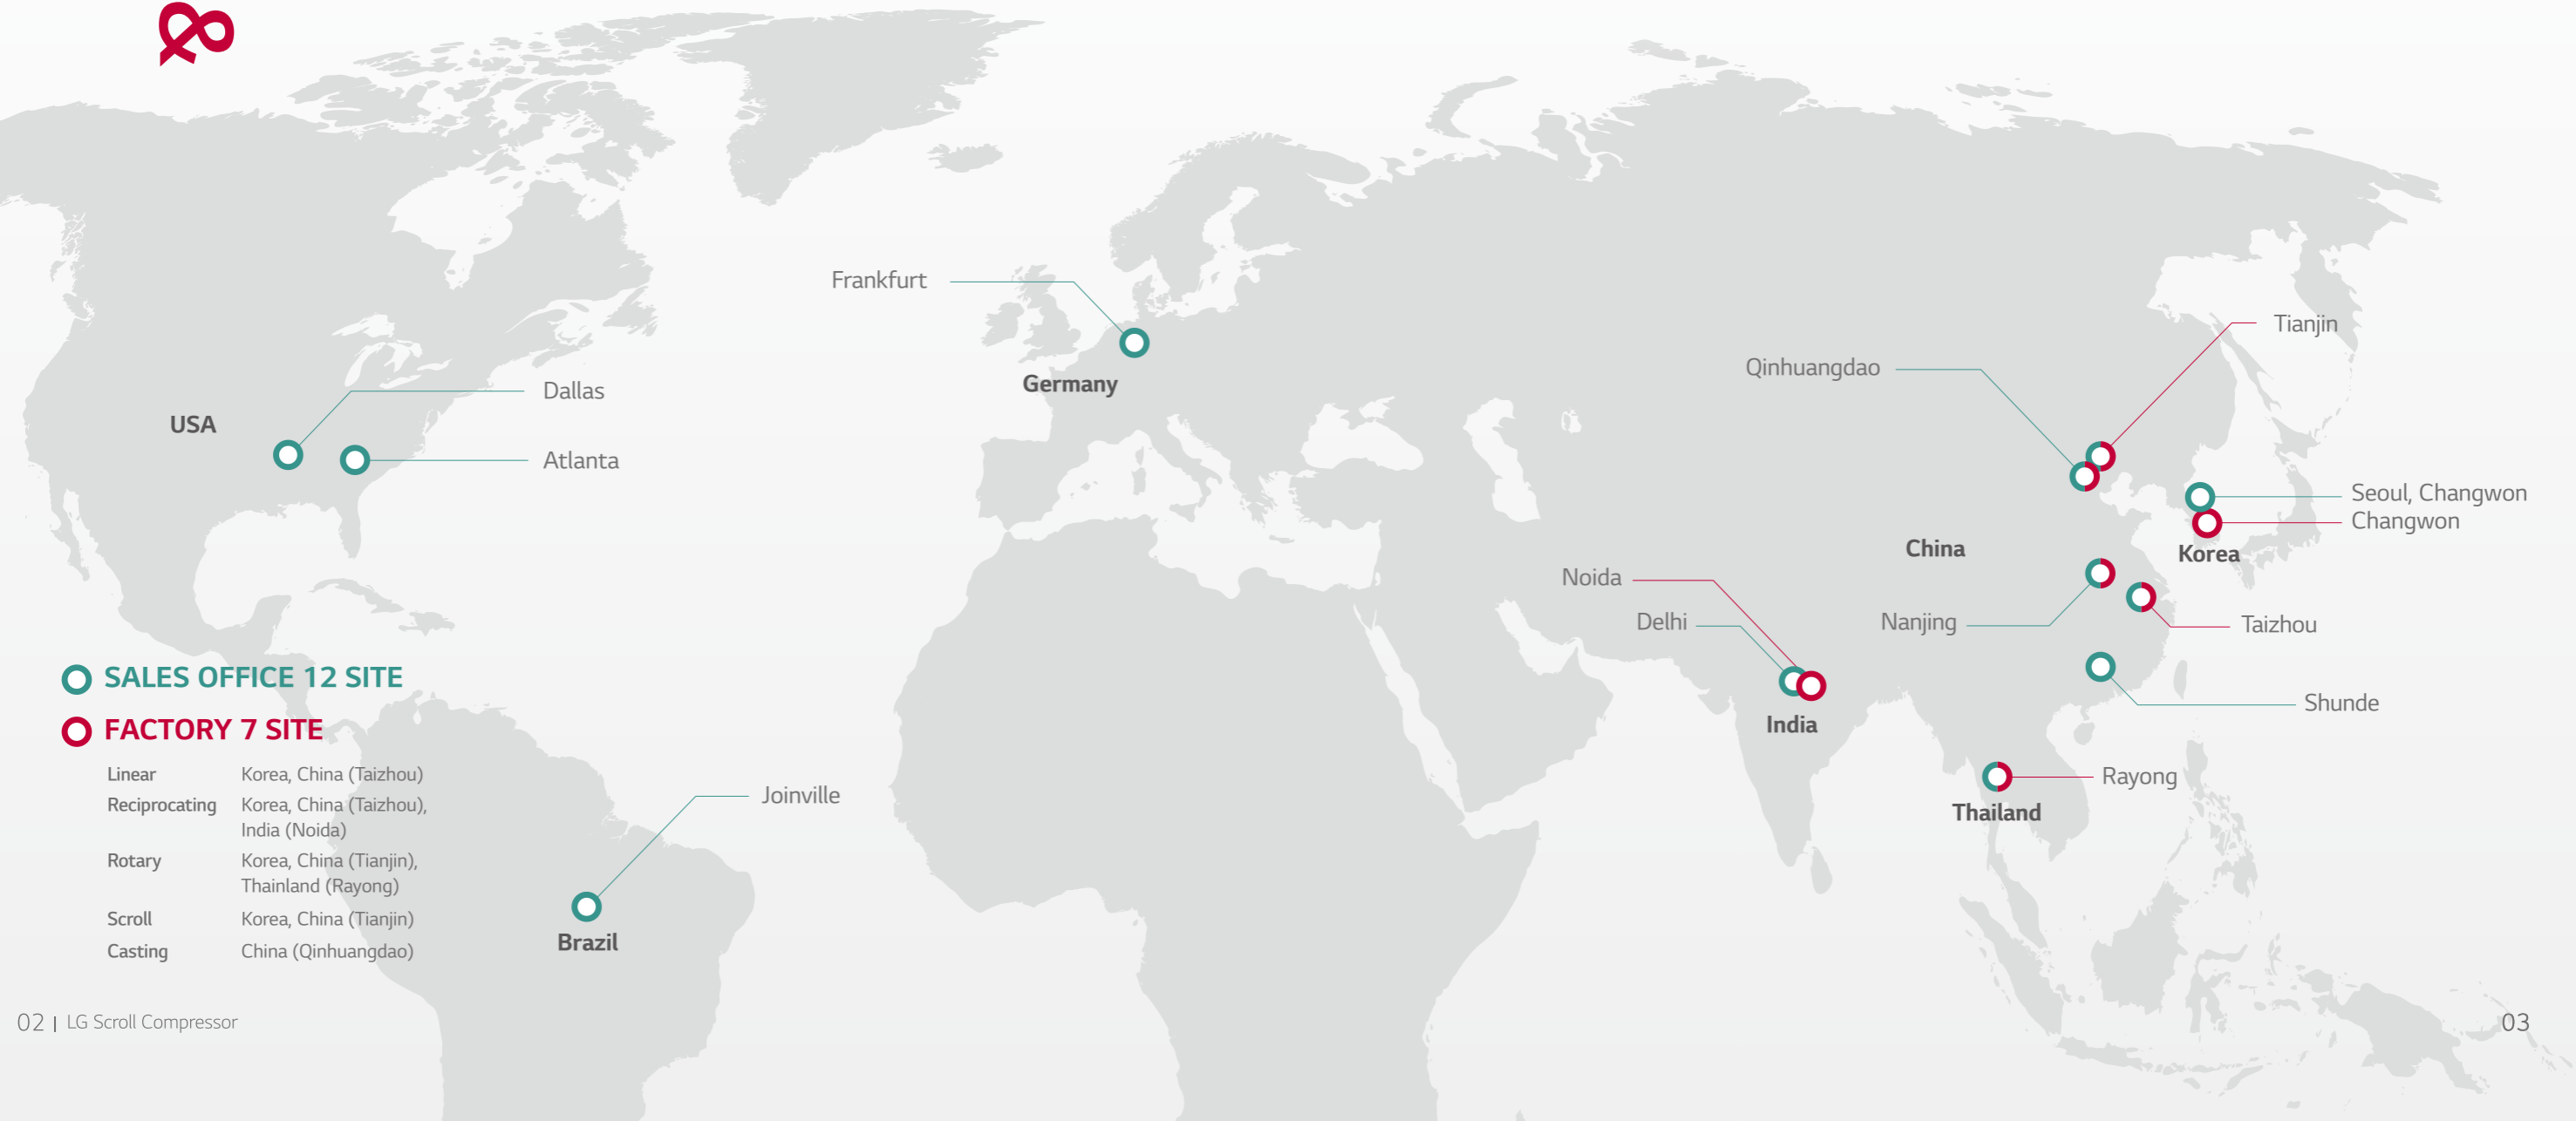 Frankfurt
Germany
USA
Dallas
Atlanta
Tianjin
Qinhuangdao
Seoul, Changwon
Changwon
Korea
China
Noida
Delhi
India
Nanjing
Taizhou
Shunde
Rayong
Thailand
Joinville
Brazil
SALES OFFICE 12 SITE
FACTORY 7 SITE
Linear Korea, China (Taizhou)
Reciprocating Korea, China (Taizhou),
India (Noida)
Rotary Korea, China (Tianjin),
Thainland (Rayong)
Scroll Korea, China (Tianjin)
Casting China (Qinhuangdao)
02 | LG Scroll Compressor
03